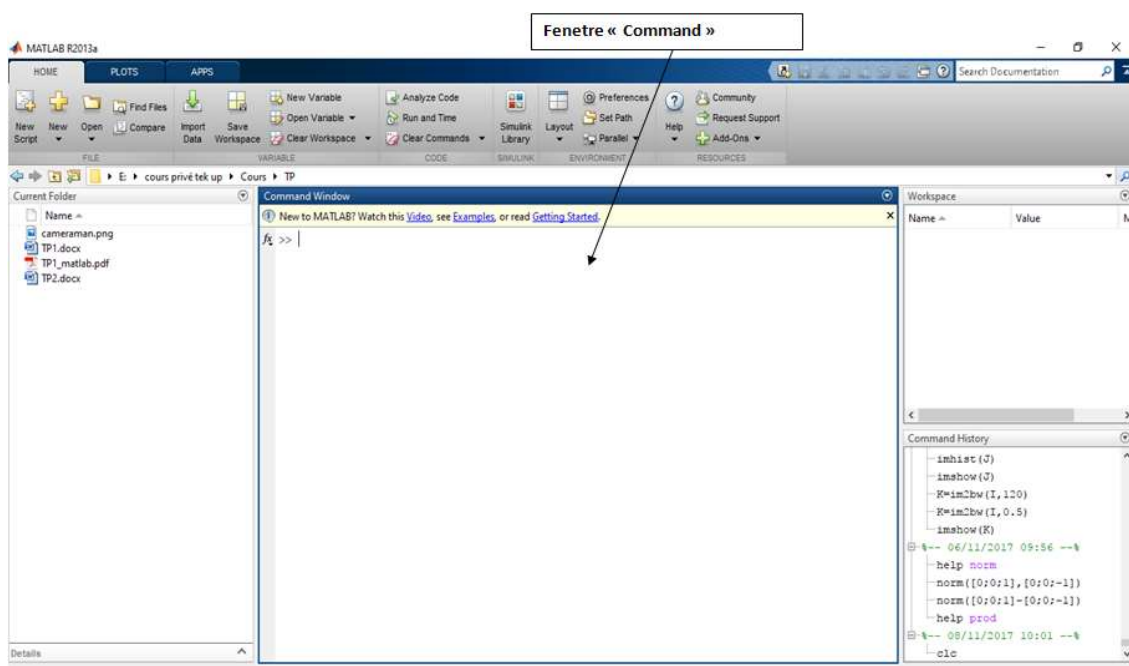 Fenetre « Command »
MATLAB R2013a
HOME PLOTS APPS
Search Documentation
New Script
New
Open
Find Files
Compare
Import Data
Save Workspace
New Variable
Open Variable
Clear Workspace
Analyze Code
Run and Time
Clear Commands
Simulink Library
Layout
Preferences
Set Path
Parallel
Help
Community
Request Support
Add-Ons
FILE VARIABLE CODE SIMULINK ENVIRONMENT RESOURCES
E: cours privé tek up Cours TP
Current Folder
Name
cameraman.png
TP1.docx
TP1_matlab.pdf
TP2.docx
Details
Command Window
New to MATLAB? Watch this Video, see Examples, or read Getting Started.
fx >>
Workspace
Name Value
Command History
imhist(J)
imshow(J)
K=im2bw(I,120)
K=im2bw(I,0.5)
imshow(K)
%-- 06/11/2017 09:56 --%
help norm
norm([0;0;1],[0;0;-1])
norm([0;0;1]-[0;0;-1])
help prod
%-- 08/11/2017 10:01 --%
clc